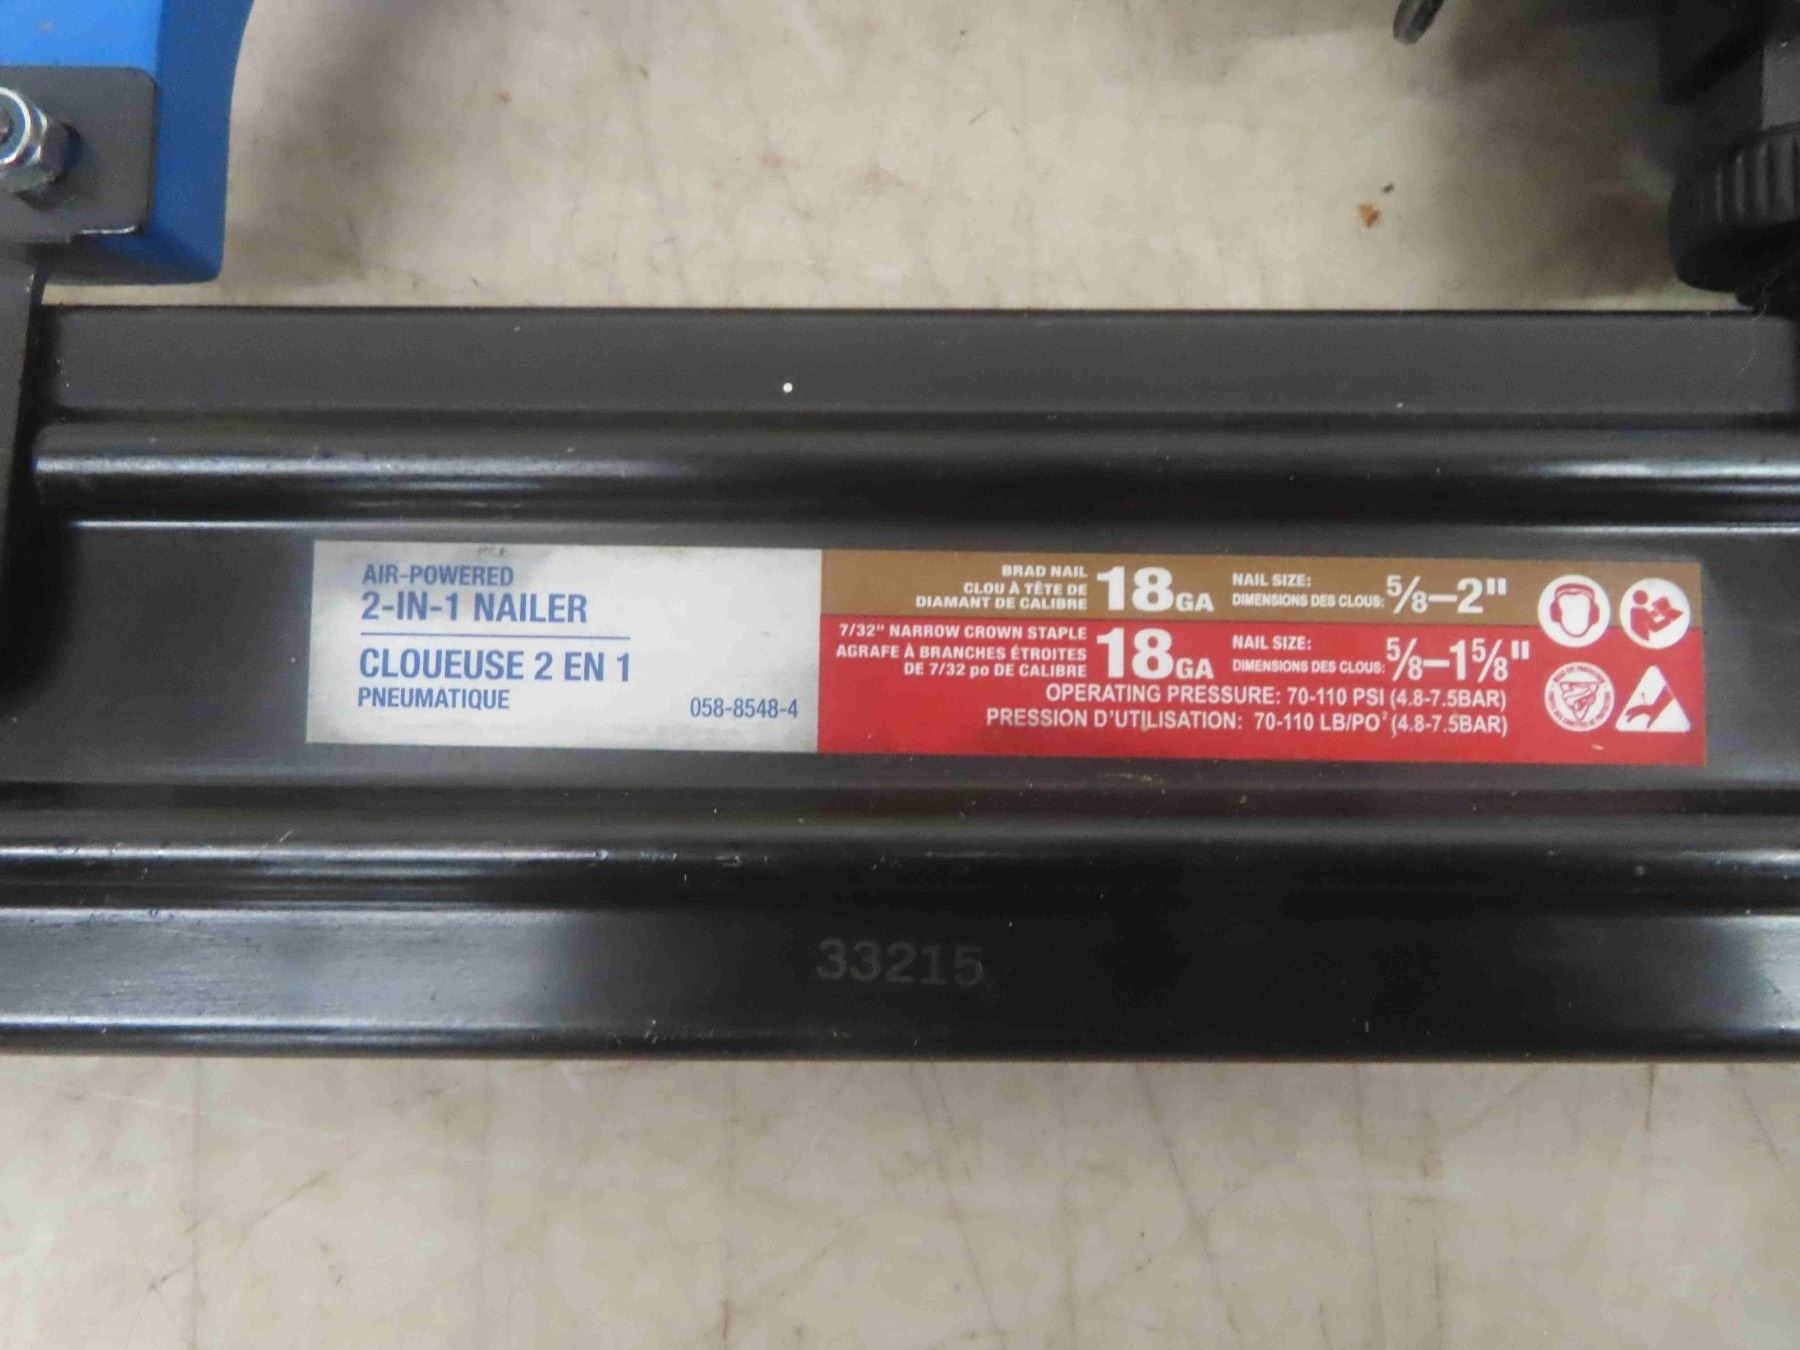 AIR-POWERED
2-IN-1 NAILER
CLOUEUSE 2 EN 1
PNEUMATIQUE
058-8548-4
BRAD NAIL
CLOU À TÊTE DE
DIAMANT DE CALIBRE
18GA
NAIL SIZE:
DIMENSIONS DES CLOUS:
5/8—2"
7/32" NARROW CROWN STAPLE
AGRAFE À BRANCHES ÉTROITES
DE 7/32 po DE CALIBRE
18GA
NAIL SIZE:
DIMENSIONS DES CLOUS:
5/8—1 5/8"
OPERATING PRESSURE: 70-110 PSI (4.8-7.5BAR)
PRESSION D'UTILISATION: 70-110 LB/PO² (4.8-7.5BAR)
33215